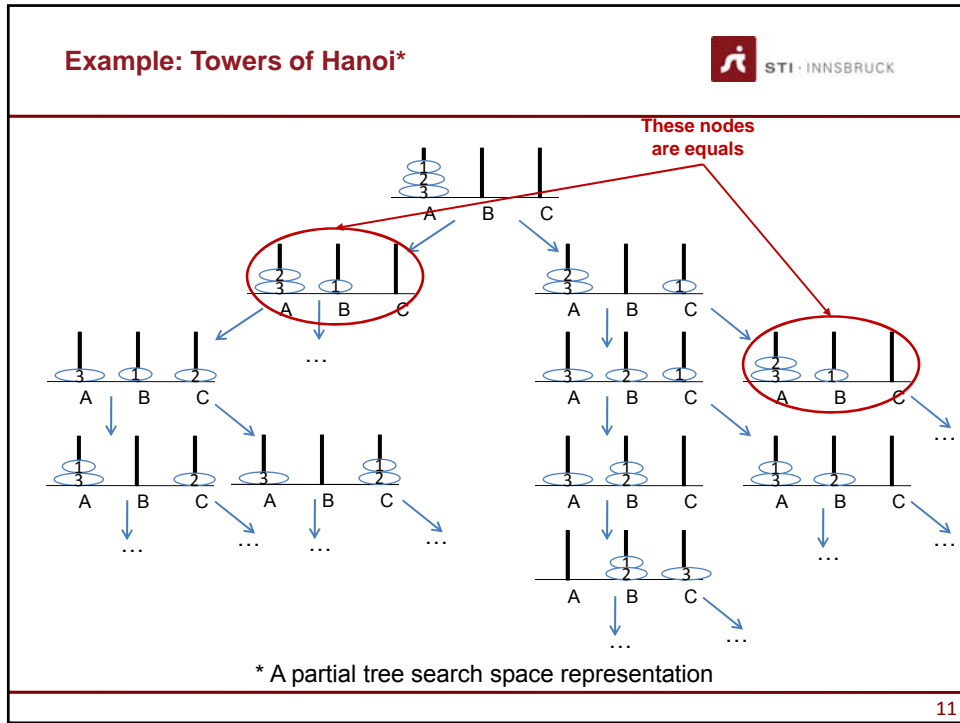 Example: Towers of Hanoi*
STI · INNSBRUCK
These nodes
are equals
1
2
3
A B C
2
3 1
A B C
2
3 1
A B C
...
3 1 2
A B C
3 2 1
A B C
2
3 1
A B C
...
1
3 2
A B C
3 1
2
A B C
3 1
2
A B C
1
3 2
A B C
... ... ... ...
... ...
1
2 3
A B C
... ...
* A partial tree search space representation
11